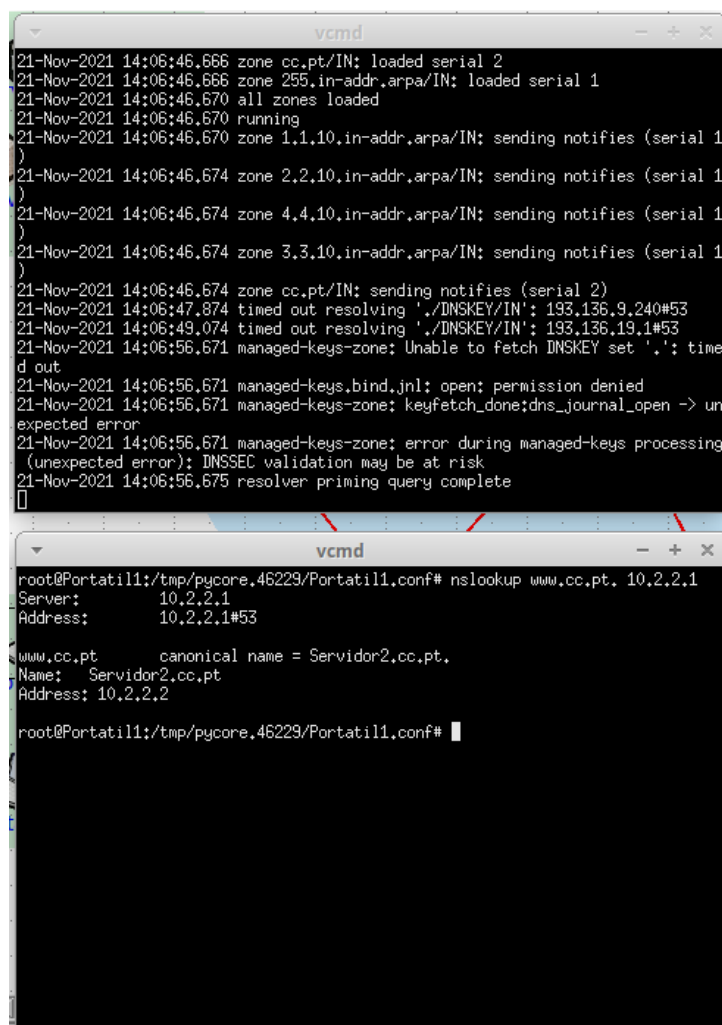 vcmd
21-Nov-2021 14:06:46.666 zone cc.pt/IN: loaded serial 2
21-Nov-2021 14:06:46.666 zone 255.in-addr.arpa/IN: loaded serial 1
21-Nov-2021 14:06:46.670 all zones loaded
21-Nov-2021 14:06:46.670 running
21-Nov-2021 14:06:46.670 zone 1.1.10.in-addr.arpa/IN: sending notifies (serial 1
)
21-Nov-2021 14:06:46.674 zone 2.2.10.in-addr.arpa/IN: sending notifies (serial 1
)
21-Nov-2021 14:06:46.674 zone 4.4.10.in-addr.arpa/IN: sending notifies (serial 1
)
21-Nov-2021 14:06:46.674 zone 3.3.10.in-addr.arpa/IN: sending notifies (serial 1
)
21-Nov-2021 14:06:46.674 zone cc.pt/IN: sending notifies (serial 2)
21-Nov-2021 14:06:47.874 timed out resolving './DNSKEY/IN': 193.136.9.240#53
21-Nov-2021 14:06:49.074 timed out resolving './DNSKEY/IN': 193.136.19.1#53
21-Nov-2021 14:06:56.671 managed-keys-zone: Unable to fetch DNSKEY set '.': time
d out
21-Nov-2021 14:06:56.671 managed-keys.bind.jnl: open: permission denied
21-Nov-2021 14:06:56.671 managed-keys-zone: keyfetch_done:dns_journal_open -> un
expected error
21-Nov-2021 14:06:56.671 managed-keys-zone: error during managed-keys processing
 (unexpected error): DNSSEC validation may be at risk
21-Nov-2021 14:06:56.675 resolver priming query complete
vcmd
root@Portatil1:/tmp/pycore.46229/Portatil1.conf# nslookup www.cc.pt. 10.2.2.1
Server: 10.2.2.1
Address: 10.2.2.1#53
www.cc.pt canonical name = Servidor2.cc.pt.
Name: Servidor2.cc.pt
Address: 10.2.2.2
root@Portatil1:/tmp/pycore.46229/Portatil1.conf#